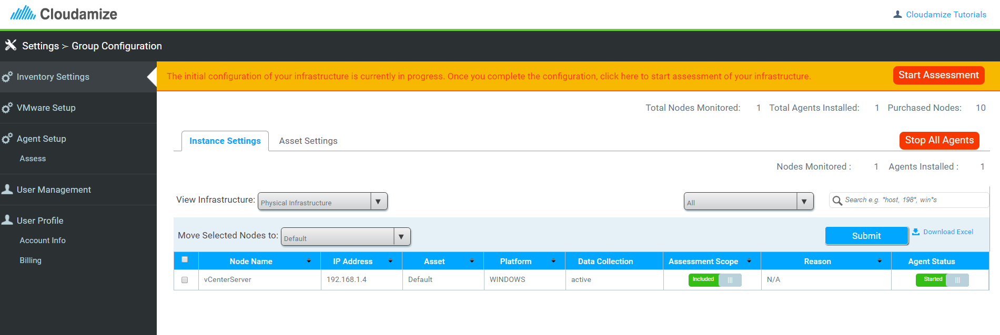 Cloudamize
Cloudamize Tutorials
Settings > Group Configuration
Inventory Settings
VMware Setup
Agent Setup
Assess
User Management
User Profile
Account Info
Billing
The initial configuration of your infrastructure is currently in progress. Once you complete the configuration, click here to start assessment of your infrastructure.
Start Assessment
Total Nodes Monitored: 1 Total Agents Installed: 1 Purchased Nodes: 10
Instance Settings Asset Settings
Stop All Agents
Nodes Monitored : 1 Agents Installed : 1
View Infrastructure: Physical Infrastructure All Search e.g. *host, 198*, win*s
Move Selected Nodes to: Default Submit Download Excel
Node Name IP Address Asset Platform Data Collection Assessment Scope Reason Agent Status
vCenterServer 192.168.1.4 Default WINDOWS active Included N/A Started